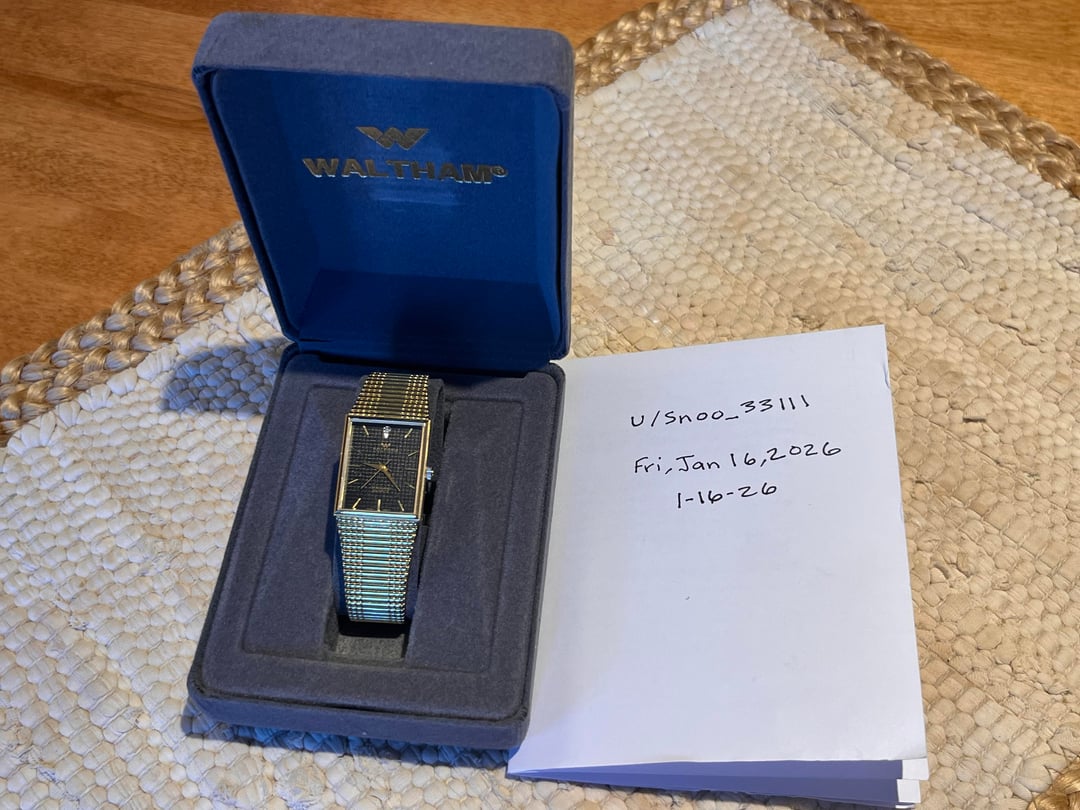 WALTHAM®
u/Snoo_33111
Fri, Jan 16, 2026
1-16-26